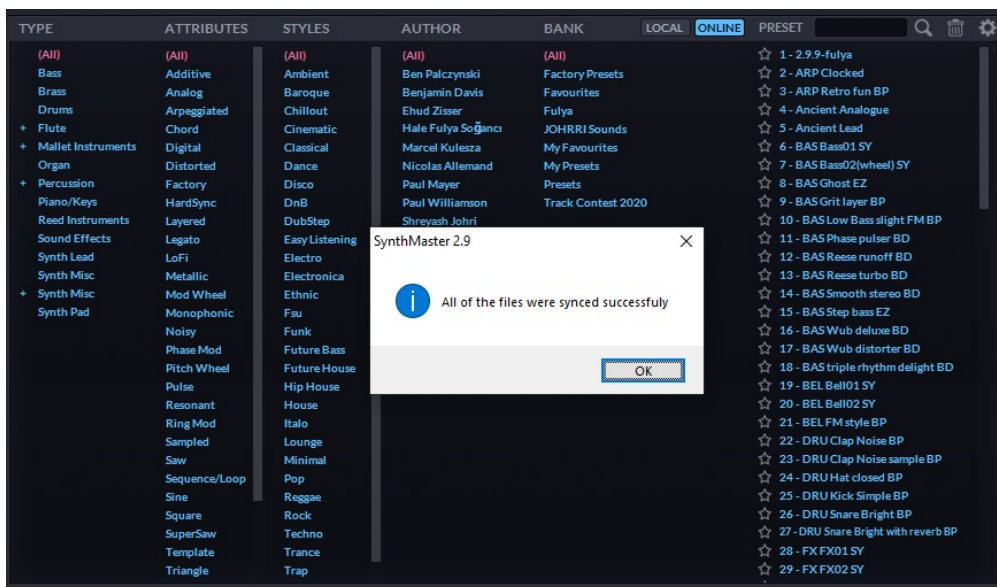 TYPE
(All)
Bass
Brass
Drums
+ Flute
+ Mallet Instruments
Organ
+ Percussion
Piano/Keys
Reed Instruments
Sound Effects
Synth Lead
Synth Misc
+ Synth Misc
Synth Pad
ATTRIBUTES
(All)
Additive
Analog
Arpeggiated
Chord
Digital
Distorted
Factory
HardSync
Layered
Legato
LoFi
Metallic
Mod Wheel
Monophonic
Noisy
Phase Mod
Pitch Wheel
Pulse
Resonant
Ring Mod
Sampled
Saw
Sequence/Loop
Sine
Square
SuperSaw
Template
Triangle
STYLES
(All)
Ambient
Baroque
Chillout
Cinematic
Classical
Dance
Disco
DnB
DubStep
Easy Listening
Electro
Electronica
Ethnic
Fsu
Funk
Future Bass
Future House
Hip House
House
Italo
Lounge
Minimal
Pop
Reggae
Rock
Techno
Trance
Trap
AUTHOR
(All)
Ben Palczynski
Benjamin Davis
Ehud Zisser
Hale Fulya Soğancı
Marcel Kulesza
Nicolas Allemand
Paul Mayer
Paul Williamson
Shreyash Johri
BANK
LOCAL
ONLINE
(All)
Factory Presets
Favourites
Fulya
JOHRRI Sounds
My Favourites
My Presets
Presets
Track Contest 2020
PRESET
1 - 2.9.9-fulya
2 - ARP Clocked
3 - ARP Retro fun BP
4 - Ancient Analogue
5 - Ancient Lead
6 - BAS Bass01 SY
7 - BAS Bass02(wheel) SY
8 - BAS Ghost EZ
9 - BAS Grit layer BP
10 - BAS Low Bass slight FM BP
11 - BAS Phase pulser BD
12 - BAS Reese runoff BD
13 - BAS Reese turbo BD
14 - BAS Smooth stereo BD
15 - BAS Step bass EZ
16 - BAS Wub deluxe BD
17 - BAS Wub distorter BD
18 - BAS triple rhythm delight BD
19 - BEL Bell01 SY
20 - BEL Bell02 SY
21 - BEL FM style BP
22 - DRU Clap Noise BP
23 - DRU Clap Noise sample BP
24 - DRU Hat closed BP
25 - DRU Kick Simple BP
26 - DRU Snare Bright BP
27 - DRU Snare Bright with reverb BP
28 - FX FX01 SY
29 - FX FX02 SY
SynthMaster 2.9
All of the files were synced successfuly
OK